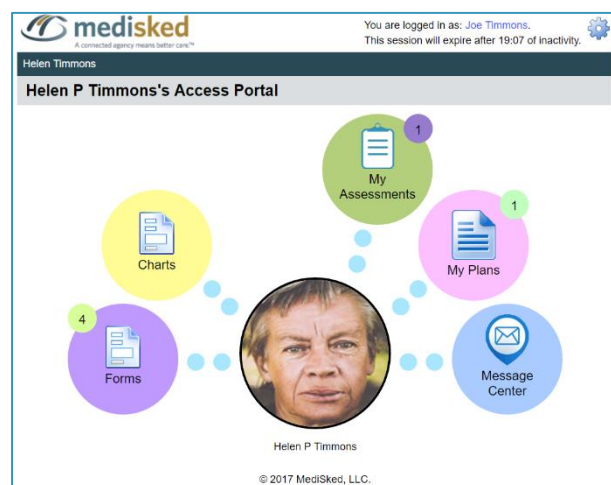 medisked
A connected agency means better care.™
You are logged in as: Joe Timmons.
This session will expire after 19:07 of inactivity.
Helen Timmons
Helen P Timmons's Access Portal
1
My
Assessments
1
My Plans
Charts
4
Forms
Message
Center
Helen P Timmons
© 2017 MediSked, LLC.